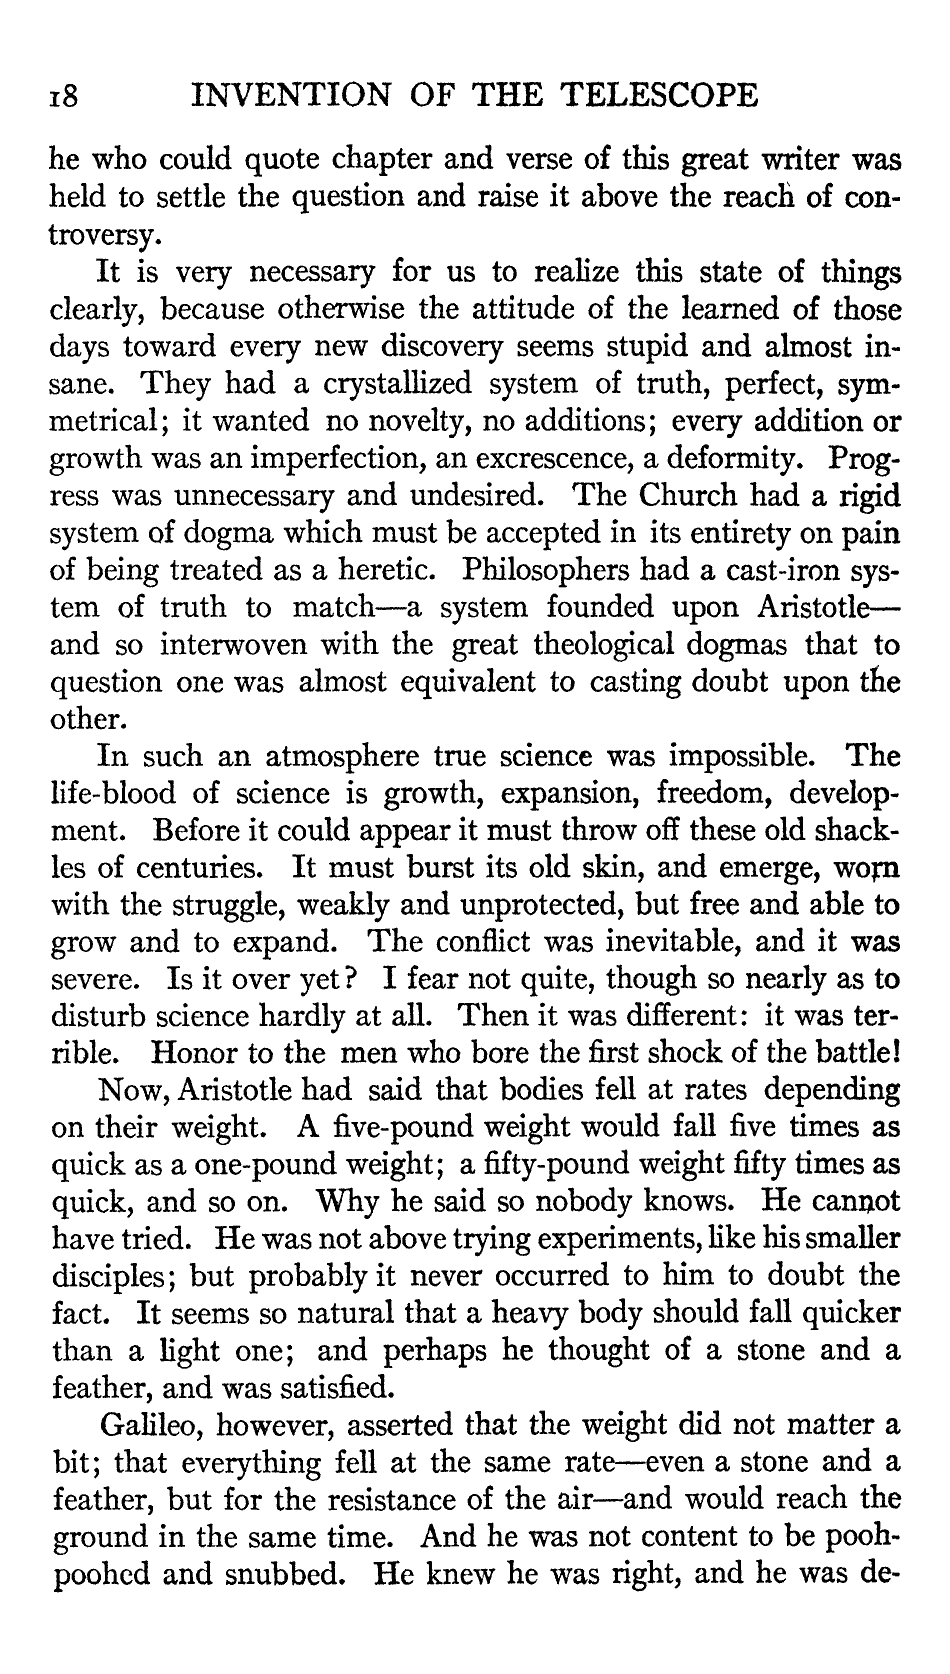 18 INVENTION OF THE TELESCOPE
he who could quote chapter and verse of this great writer was
held to settle the question and raise it above the reach of con-
troversy.
It is very necessary for us to realize this state of things
clearly, because otherwise the attitude of the learned of those
days toward every new discovery seems stupid and almost in-
sane. They had a crystallized system of truth, perfect, sym-
metrical; it wanted no novelty, no additions; every addition or
growth was an imperfection, an excrescence, a deformity. Prog-
ress was unnecessary and undesired. The Church had a rigid
system of dogma which must be accepted in its entirety on pain
of being treated as a heretic. Philosophers had a cast-iron sys-
tem of truth to match—a system founded upon Aristotle—
and so interwoven with the great theological dogmas that to
question one was almost equivalent to casting doubt upon the
other.
In such an atmosphere true science was impossible. The
life-blood of science is growth, expansion, freedom, develop-
ment. Before it could appear it must throw off these old shack-
les of centuries. It must burst its old skin, and emerge, worn
with the struggle, weakly and unprotected, but free and able to
grow and to expand. The conflict was inevitable, and it was
severe. Is it over yet? I fear not quite, though so nearly as to
disturb science hardly at all. Then it was different: it was ter-
rible. Honor to the men who bore the first shock of the battle!
Now, Aristotle had said that bodies fell at rates depending
on their weight. A five-pound weight would fall five times as
quick as a one-pound weight; a fifty-pound weight fifty times as
quick, and so on. Why he said so nobody knows. He cannot
have tried. He was not above trying experiments, like his smaller
disciples; but probably it never occurred to him to doubt the
fact. It seems so natural that a heavy body should fall quicker
than a light one; and perhaps he thought of a stone and a
feather, and was satisfied.
Galileo, however, asserted that the weight did not matter a
bit; that everything fell at the same rate—even a stone and a
feather, but for the resistance of the air—and would reach the
ground in the same time. And he was not content to be pooh-
poohed and snubbed. He knew he was right, and he was de-